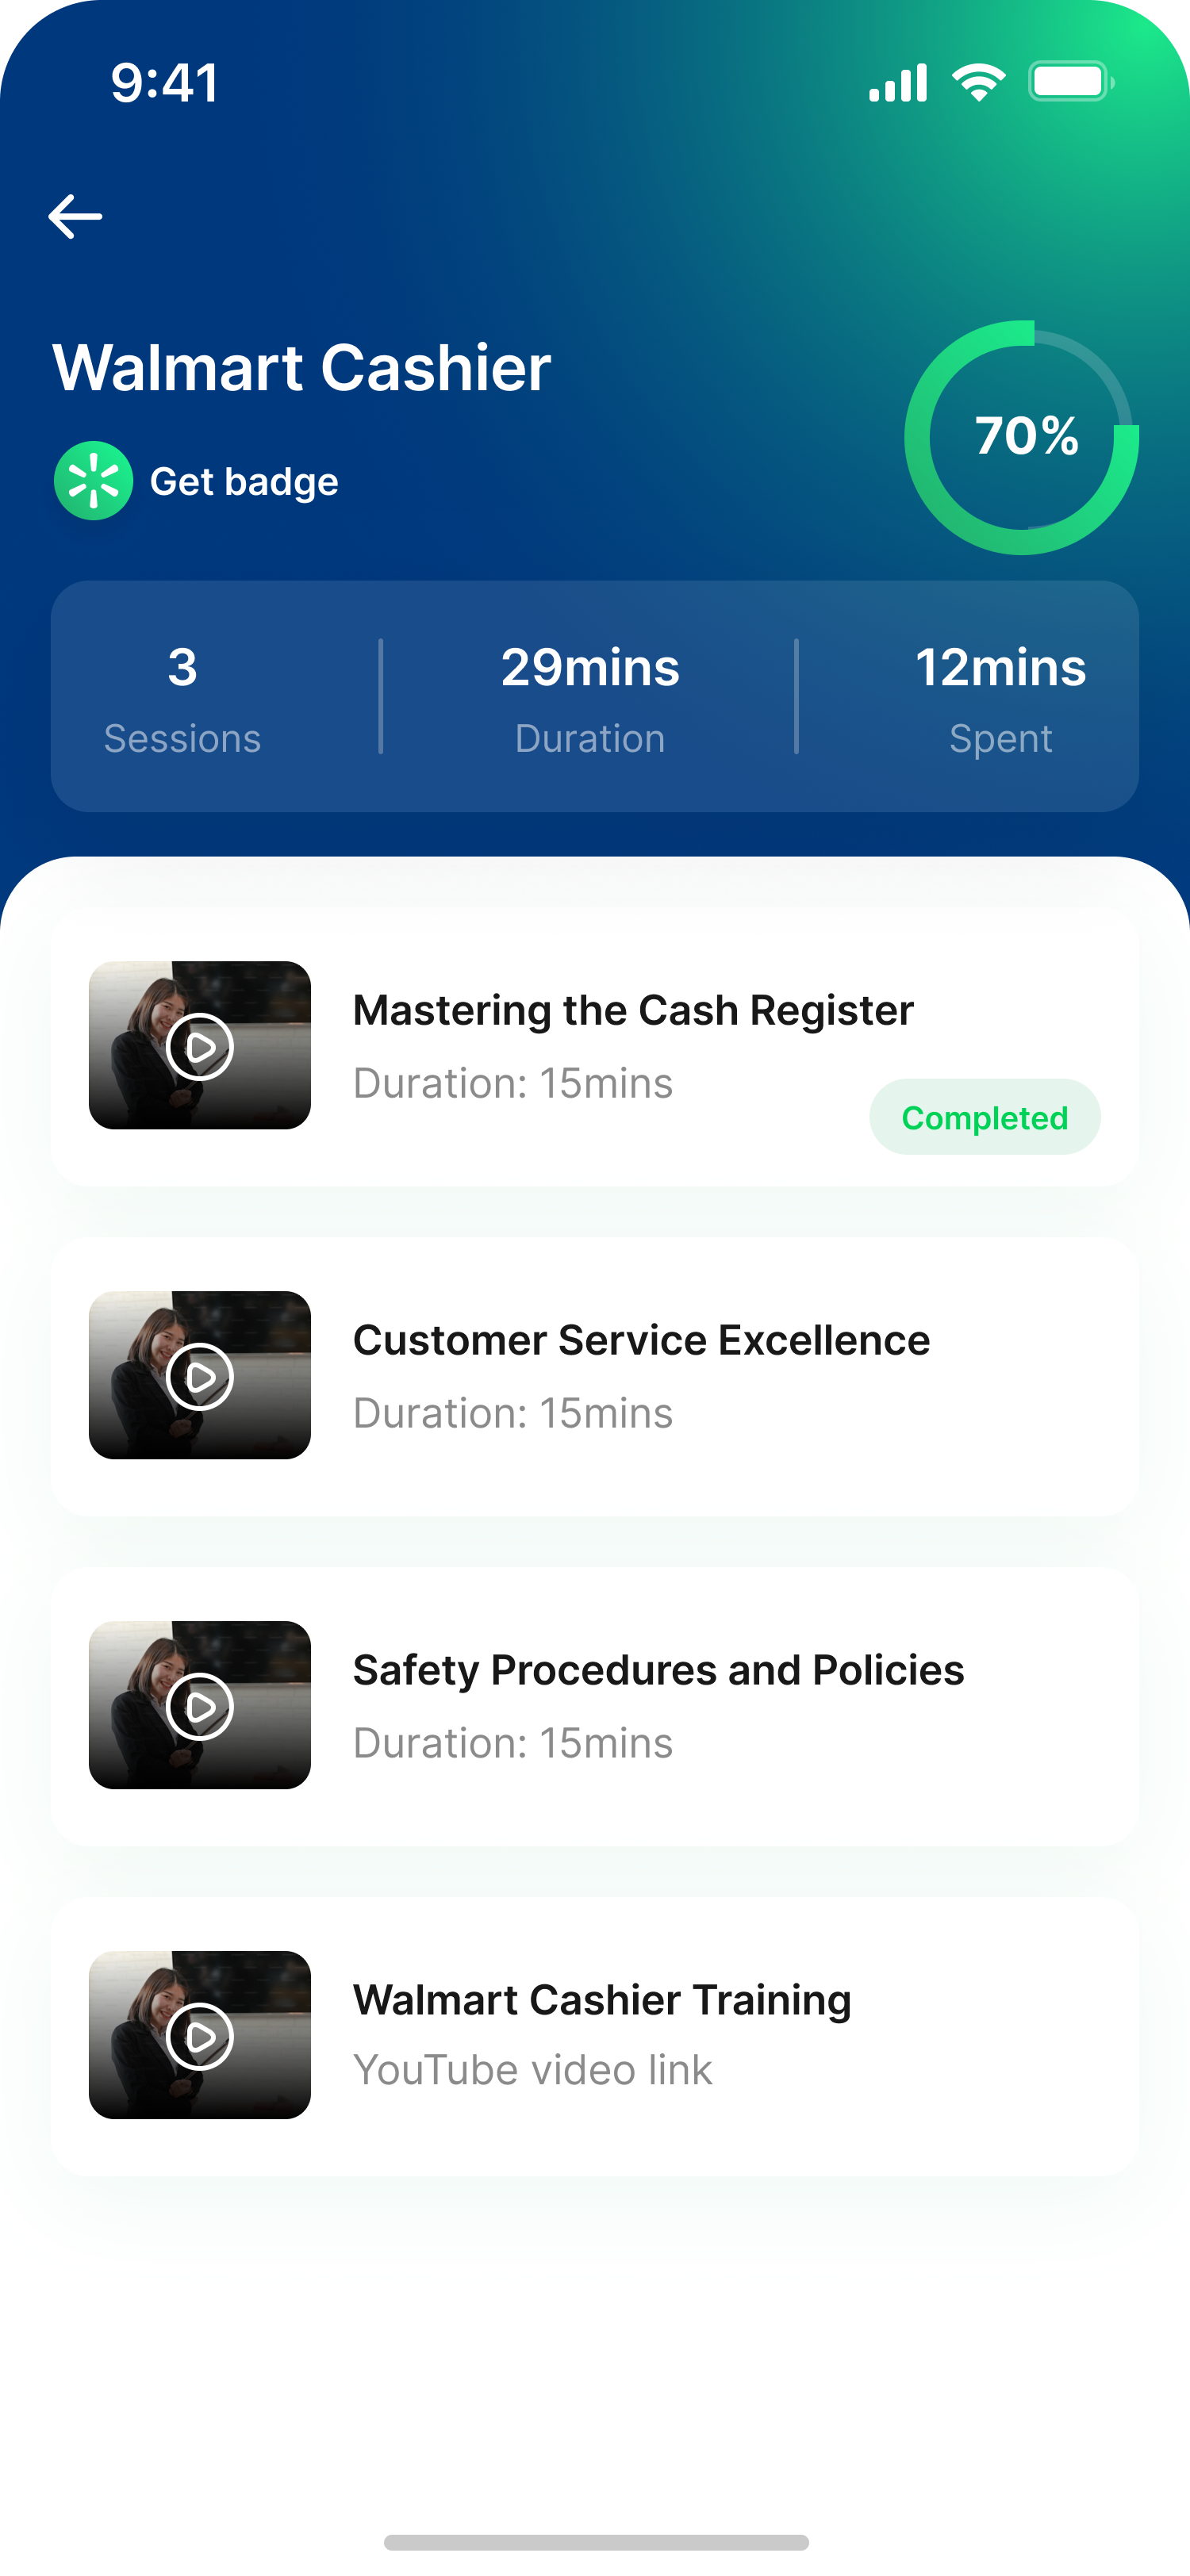 9:41
Walmart Cashier
70%
Get badge
3
29mins
12mins
Sessions
Duration
Spent
Mastering the Cash Register
Duration: 15mins
Completed
Customer Service Excellence
Duration: 15mins
Safety Procedures and Policies
Duration: 15mins
Walmart Cashier Training
YouTube video link